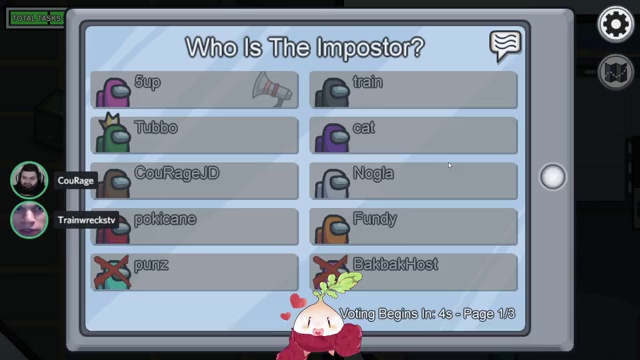 TOTAL TASKS
Who Is The Impostor?
5up
train
Tubbo
cat
CouRageJD
Nogla
pokicane
Fundy
punz
BakbakHost
CouRage
Trainwreckstv
Voting Begins In: 4s - Page 1/3